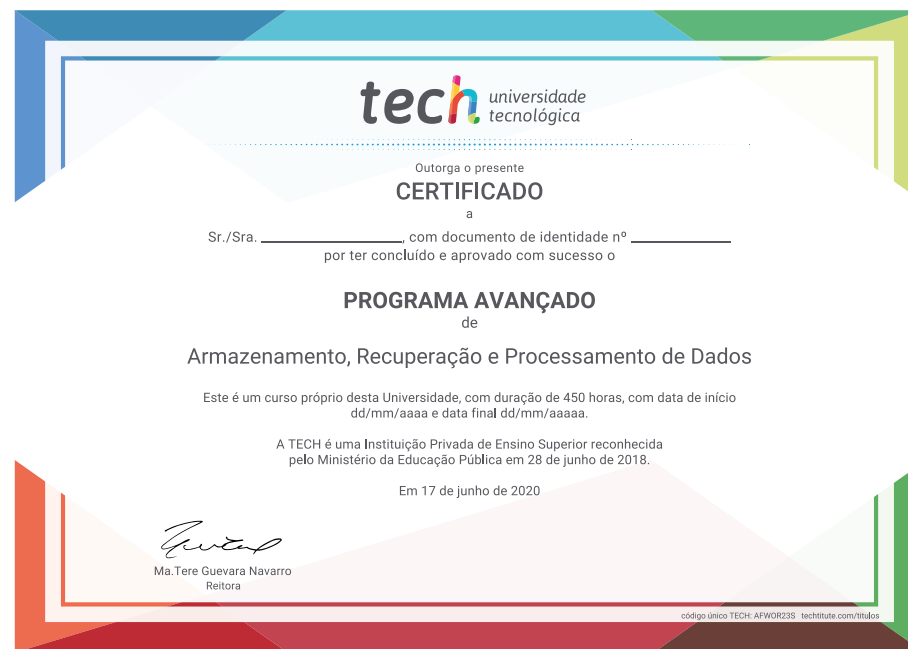 tech universidade
tecnológica
Outorga o presente
CERTIFICADO
a
Sr./Sra. ____________, com documento de identidade nº ____________
por ter concluído e aprovado com sucesso o
PROGRAMA AVANÇADO
de
Armazenamento, Recuperação e Processamento de Dados
Este é um curso próprio desta Universidade, com duração de 450 horas, com data de início
dd/mm/aaaa e data final dd/mm/aaaaa.
A TECH é uma Instituição Privada de Ensino Superior reconhecida
pelo Ministério da Educação Pública em 28 de junho de 2018.
Em 17 de junho de 2020
Ma.Tere Guevara Navarro
Reitora
código único TECH: AFWOR23S techtitute.com/titulos